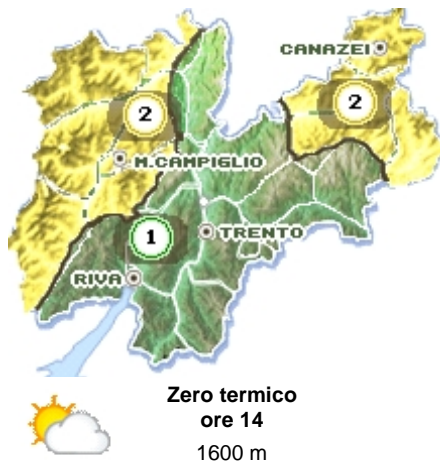 CANAZEI
2
2
M.CAMPIGLIO
1
TRENTO
RIVA
Zero termico
ore 14
1600 m